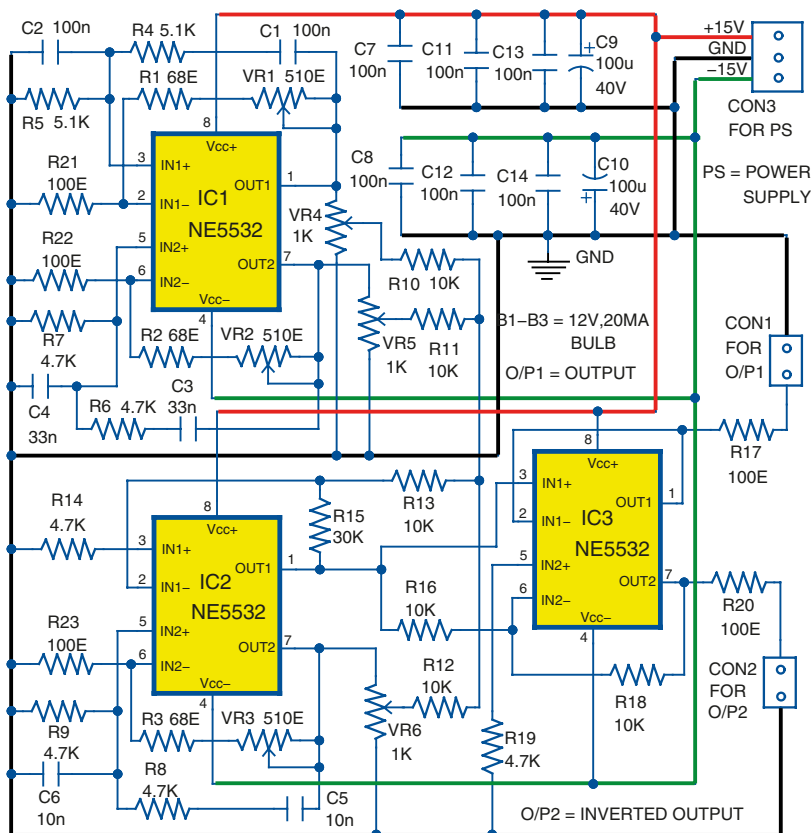 C2
100n
R4 5.1K
C1
100n
R1 68E
VR1 510E
R5
5.1K
C7
100n
C11
100n
C13
100n
C9
100u
40V
+15V
GND
−15V
CON3
FOR PS
PS = POWER
SUPPLY
R21
100E
8
Vcc+
3
IN1+
2
IN1−
5
IN2+
6
IN2−
IC1
NE5532
OUT1
1
OUT2
7
Vcc−
4
R22
100E
VR4
1K
C8
100n
C12
100n
C14
100n
C10
100u
40V
GND
R10
10K
R11
10K
VR5
1K
R7
4.7K
R2 68E
VR2 510E
C4
33n
R6
4.7K
C3
33n
B1−B3 = 12V,20MA
BULB
O/P1 = OUTPUT
CON1
FOR
O/P1
R17
100E
R14
4.7K
8
Vcc+
3
IN1+
2
IN1−
5
IN2+
6
IN2−
IC2
NE5532
OUT1
1
OUT2
7
Vcc−
4
R15
30K
R13
10K
R16
10K
8
Vcc+
3
IN1+
2
IN1−
5
IN2+
6
IN2−
IC3
NE5532
OUT1
1
OUT2
7
Vcc−
4
R20
100E
R23
100E
R9
4.7K
R3 68E
VR3 510E
R12
10K
VR6
1K
R19
4.7K
R18
10K
CON2
FOR
O/P2
C6
10n
R8
4.7K
C5
10n
O/P2 = INVERTED OUTPUT